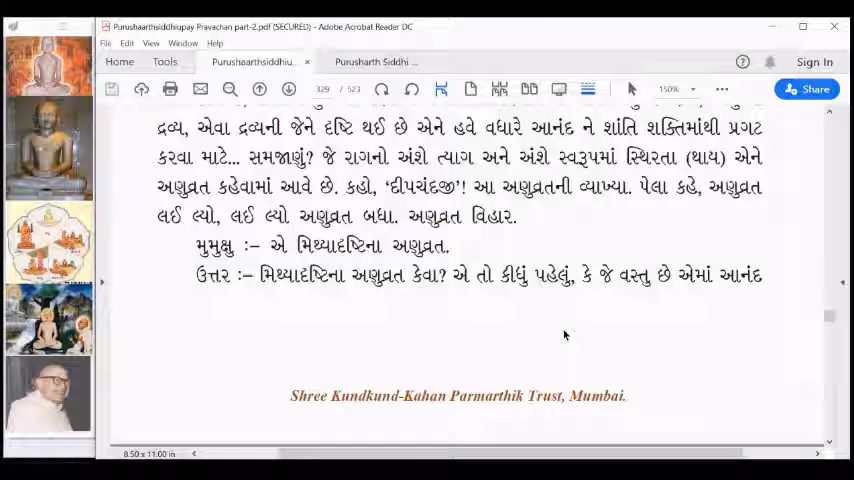 Purushaarthsiddhiupay Pravachan part-2.pdf (SECURED) - Adobe Acrobat Reader DC
File Edit View Window Help
Home Tools Purushaarthsiddhiu... × Purusharth Siddhi ... Sign In
329 / 523 150% Share
દ્રવ્ય, એવા દ્રવ્યની જેને દૃષ્ટિ થઈ છે એને હવે વધારે આનંદ ને શાંતિ શક્તિમાંથી પ્રગટ
કરવા માટે... સમજાણું? જે રાગનો અંશે ત્યાગ અને અંશે સ્વરૂપમાં સ્થિરતા (થાય) એને
અણુવ્રત કહેવામાં આવે છે. કહો, ‘દીપચંદજી’! આ અણુવ્રતની વ્યાખ્યા. પેલા કહે, અણુવ્રત
લઈ લ્યો, લઈ લ્યો અણુવ્રત બધા. અણુવ્રત વિહાર.
મુમુક્ષુ :– એ મિથ્યાદૃષ્ટિના અણુવ્રત.
ઉત્તર :– મિથ્યાદૃષ્ટિના અણુવ્રત કેવા? એ તો કીધું પહેલું, કે જે વસ્તુ છે એમાં આનંદ
Shree Kundkund-Kahan Parmarthik Trust, Mumbai.
8.50 x 11.00 in